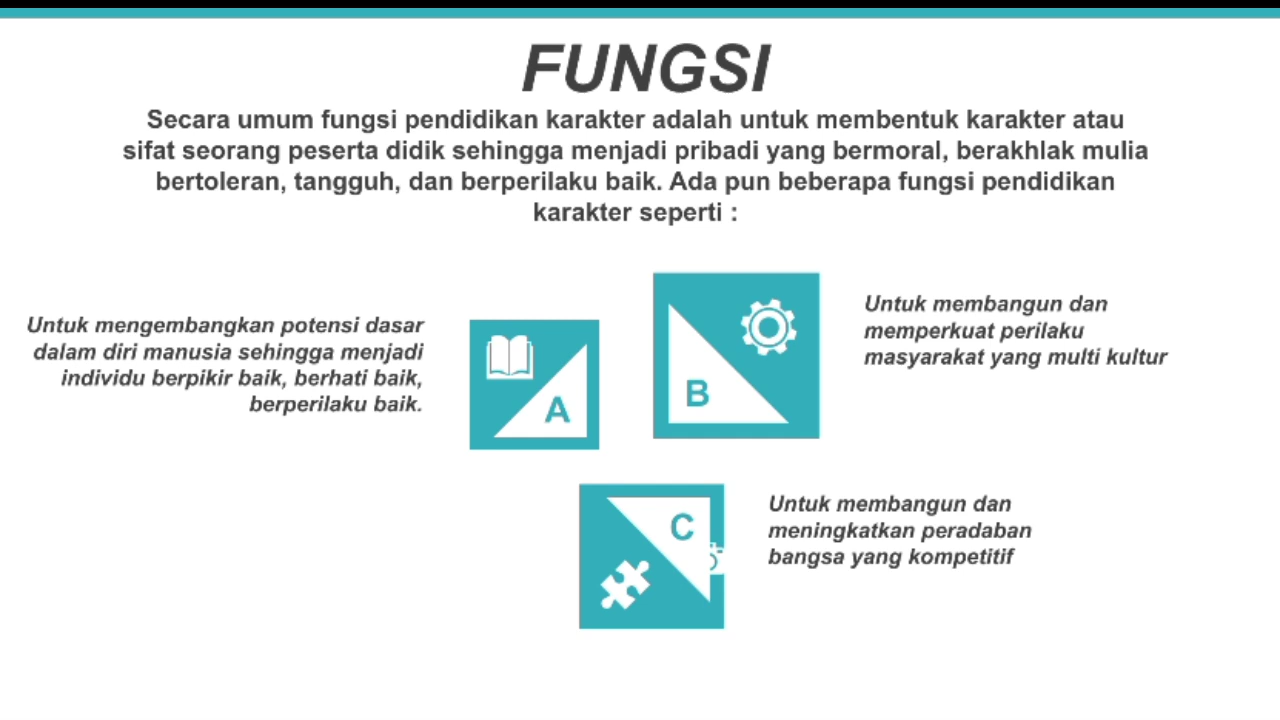 FUNGSI
Secara umum fungsi pendidikan karakter adalah untuk membentuk karakter atau
sifat seorang peserta didik sehingga menjadi pribadi yang bermoral, berakhlak mulia
bertoleran, tangguh, dan berperilaku baik. Ada pun beberapa fungsi pendidikan
karakter seperti :
Untuk mengembangkan potensi dasar
dalam diri manusia sehingga menjadi
individu berpikir baik, berhati baik,
berperilaku baik.
A
B
Untuk membangun dan
memperkuat perilaku
masyarakat yang multi kultur
C
Untuk membangun dan
meningkatkan peradaban
bangsa yang kompetitif